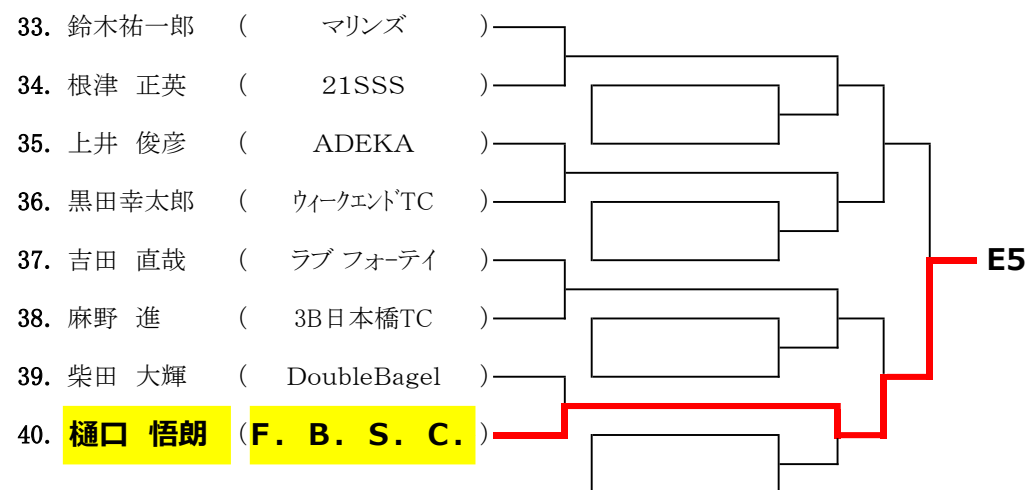 33. 鈴木祐一郎 ( マリンズ )
34. 根津 正英 ( 21SSS )
35. 上井 俊彦 ( ADEKA )
36. 黒田幸太郎 ( ウィークエンドTC )
37. 吉田 直哉 ( ラブ フォーテイ )
E5
38. 麻野 進 ( 3B日本橋TC )
39. 柴田 大輝 ( DoubleBagel )
40. 樋口 悟朗 (F. B. S. C. )